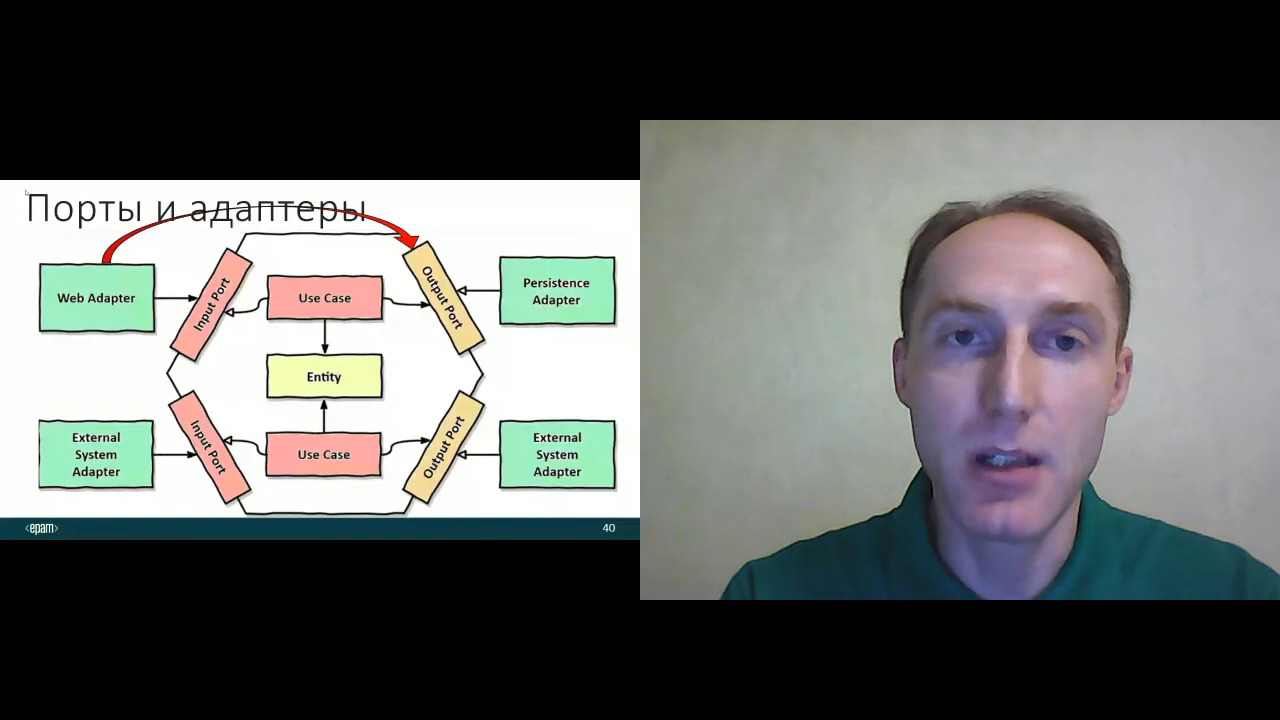 Порты и адаптеры
Web Adapter
Input Port
Use Case
Output Port
Persistence
Adapter
Entity
External
System
Adapter
Input Port
Use Case
Output Port
External
System
Adapter
<epam>
40